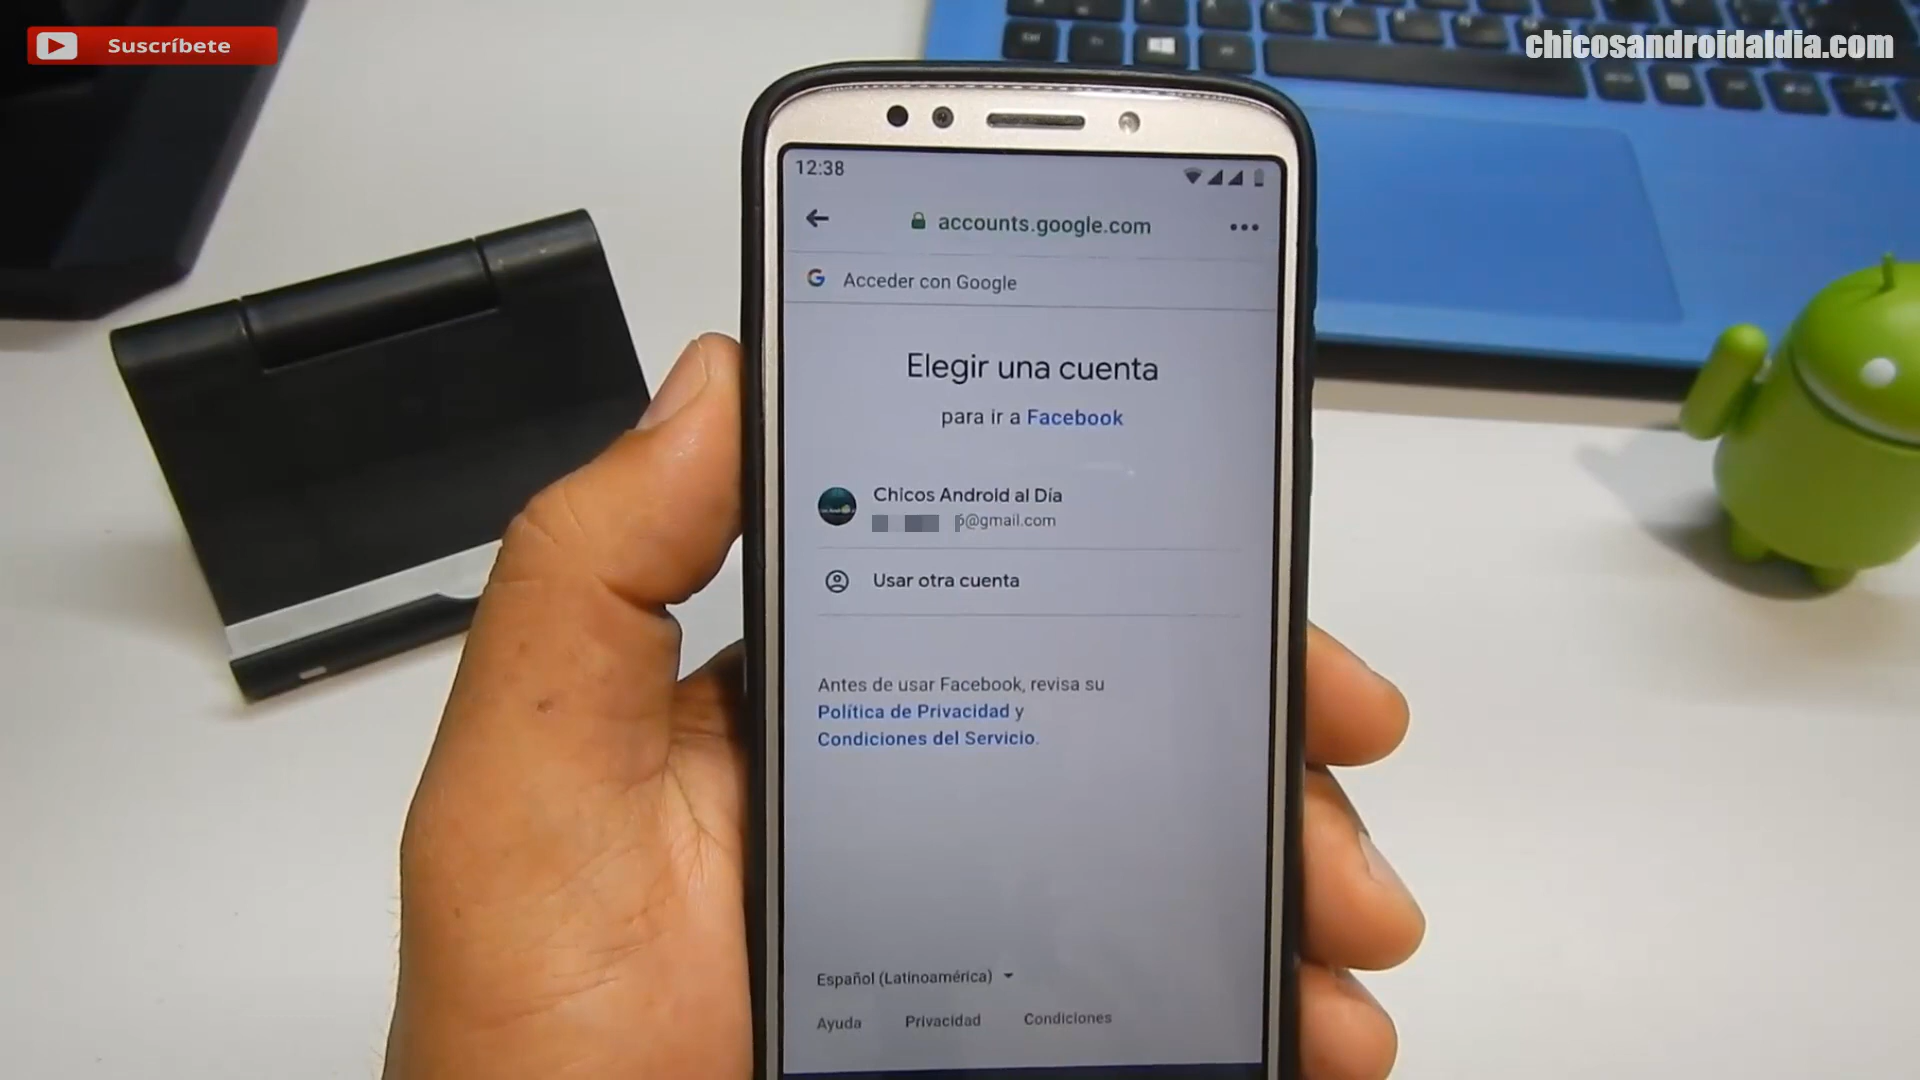 Suscríbete
chicosandroidaldia.com
12:38
accounts.google.com
Acceder con Google
Elegir una cuenta
para ir a Facebook
Chicos Android al Día
@gmail.com
Usar otra cuenta
Antes de usar Facebook, revisa su
Política de Privacidad y
Condiciones del Servicio.
Español (Latinoamérica)
Ayuda Privacidad Condiciones